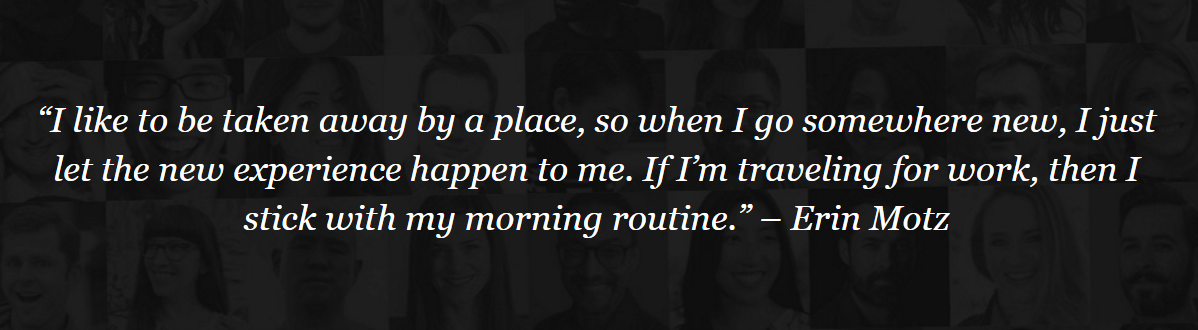 “I like to be taken away by a place, so when I go somewhere new, I just
let the new experience happen to me. If I’m traveling for work, then I
stick with my morning routine.” – Erin Motz